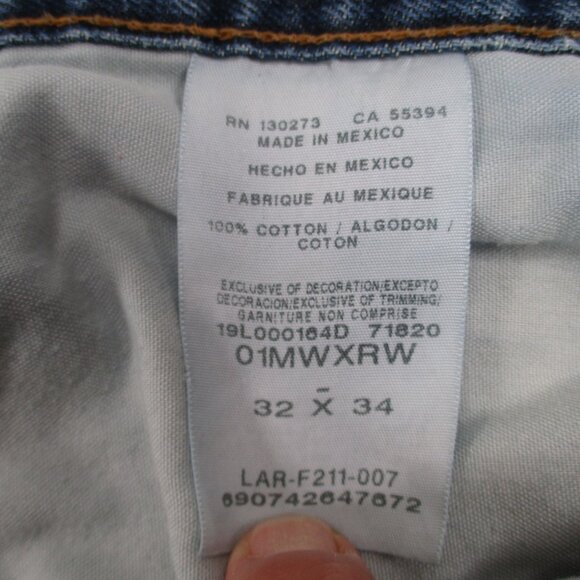 RN 130273 CA 55394
MADE IN MEXICO
HECHO EN MEXICO
FABRIQUE AU MEXIQUE
100% COTTON / ALGODON /
COTON
EXCLUSIVE OF DECORATION/EXCEPTO
DECORACION/EXCLUSIVE OF TRIMMING/
GARNITURE NON COMPRISE
19L000164D 71820
01MWXRW
32 X 34
LAR-F211-007
690742647672